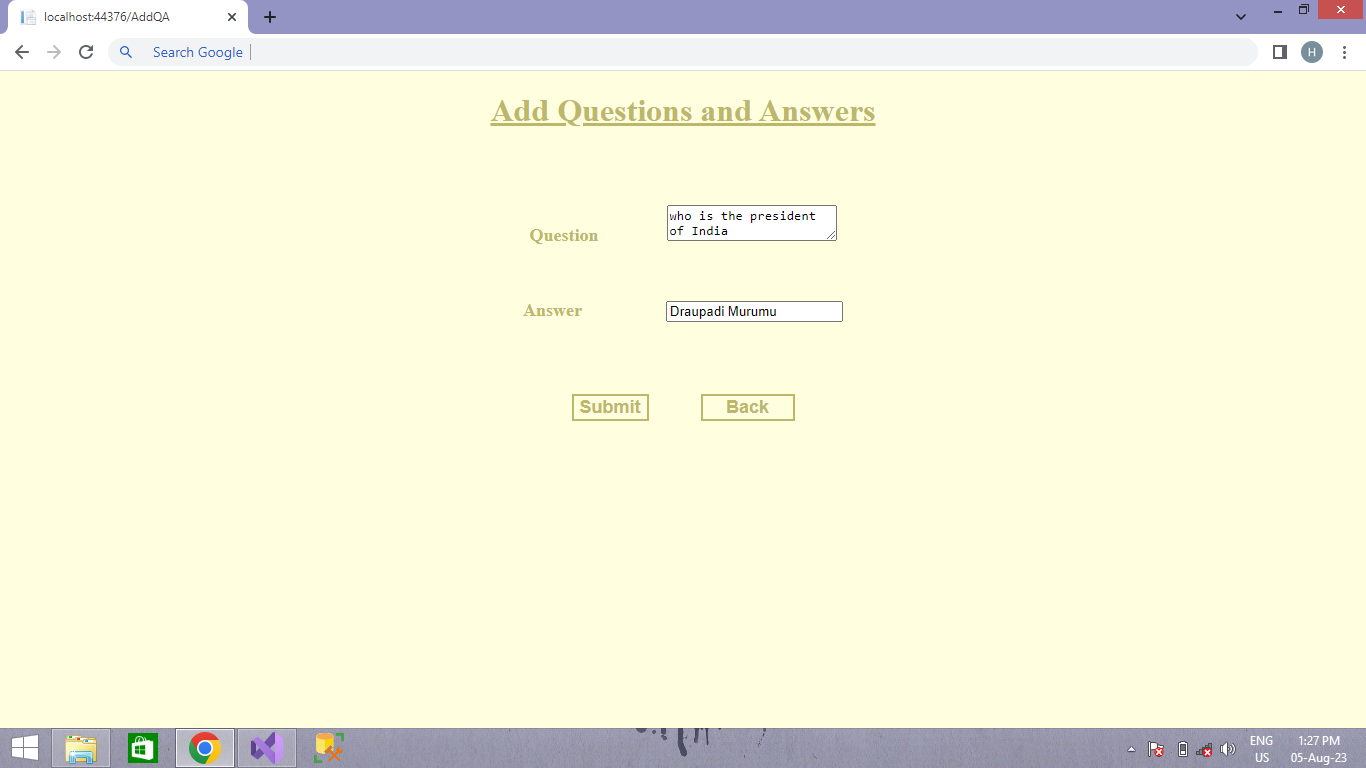 localhost:44376/AddQA
Search Google
H
Add Questions and Answers
Question
who is the president
of India
Answer
Draupadi Murumu
Submit
Back
ENG
US
1:27 PM
05-Aug-23